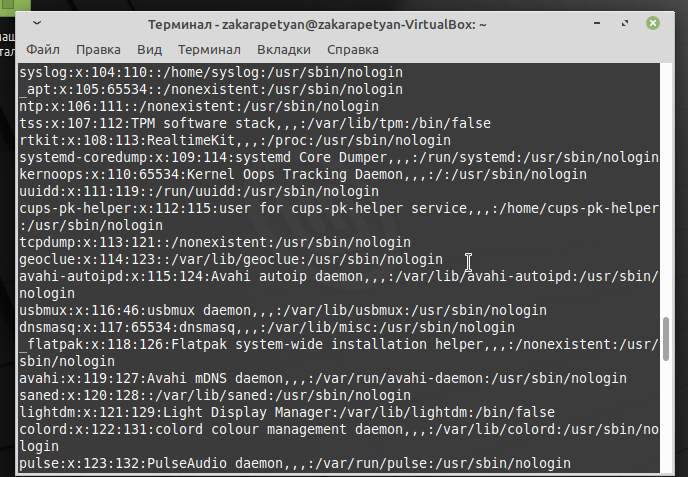 Терминал - zakarapetyan@zakarapetyan-VirtualBox: ~
Файл Правка Вид Терминал Вкладки Справка
syslog:x:104:110::/home/syslog:/usr/sbin/nologin
_apt:x:105:65534::/nonexistent:/usr/sbin/nologin
ntp:x:106:111::/nonexistent:/usr/sbin/nologin
tss:x:107:112:TPM software stack,,,:/var/lib/tpm:/bin/false
rtkit:x:108:113:RealtimeKit,,,:/proc:/usr/sbin/nologin
systemd-coredump:x:109:114:systemd Core Dumper,,,:/run/systemd:/usr/sbin/nologin
kernoops:x:110:65534:Kernel Oops Tracking Daemon,,,:/:/usr/sbin/nologin
uuidd:x:111:119::/run/uuidd:/usr/sbin/nologin
cups-pk-helper:x:112:115:user for cups-pk-helper service,,,:/home/cups-pk-helper
:/usr/sbin/nologin
tcpdump:x:113:121::/nonexistent:/usr/sbin/nologin
geoclue:x:114:123::/var/lib/geoclue:/usr/sbin/nologin
avahi-autoipd:x:115:124:Avahi autoip daemon,,,:/var/lib/avahi-autoipd:/usr/sbin/
nologin
usbmux:x:116:46:usbmux daemon,,,:/var/lib/usbmux:/usr/sbin/nologin
dnsmasq:x:117:65534:dnsmasq,,,:/var/lib/misc:/usr/sbin/nologin
_flatpak:x:118:126:Flatpak system-wide installation helper,,,:/nonexistent:/usr/
sbin/nologin
avahi:x:119:127:Avahi mDNS daemon,,,:/var/run/avahi-daemon:/usr/sbin/nologin
saned:x:120:128::/var/lib/saned:/usr/sbin/nologin
lightdm:x:121:129:Light Display Manager:/var/lib/lightdm:/bin/false
colord:x:122:131:colord colour management daemon,,,:/var/lib/colord:/usr/sbin/no
login
pulse:x:123:132:PulseAudio daemon,,,:/var/run/pulse:/usr/sbin/nologin